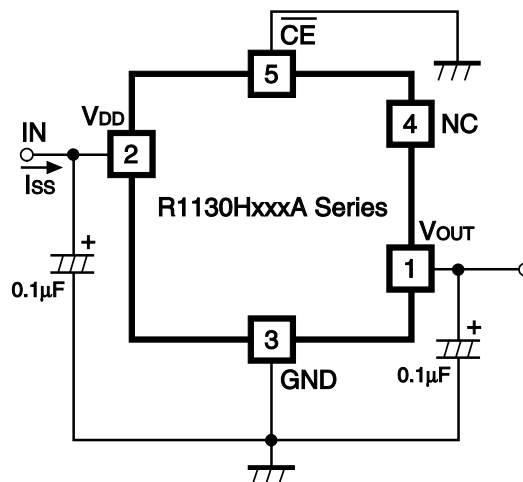 CE
5
VDD
IN
2
4
NC
ISS
R1130HxxxA Series
VOUT
1
+
0.1µF
3
GND
+
0.1µF